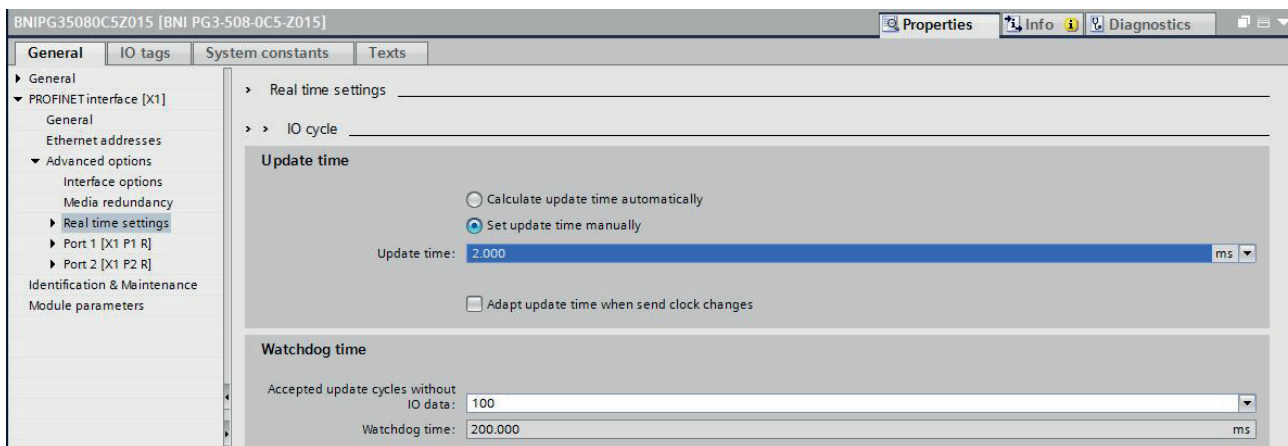 BNIPG35080C5Z015 [BNI PG3-508-0C5-Z015]
Properties
Info
Diagnostics
General
IO tags
System constants
Texts
General
PROFINET interface [X1]
General
Ethernet addresses
Advanced options
Interface options
Media redundancy
Real time settings
Port 1 [X1 P1 R]
Port 2 [X1 P2 R]
Identification & Maintenance
Module parameters
Real time settings
IO cycle
Update time
Calculate update time automatically
Set update time manually
Update time: 2.000 ms
Adapt update time when send clock changes
Watchdog time
Accepted update cycles without
IO data: 100
Watchdog time: 200.000 ms